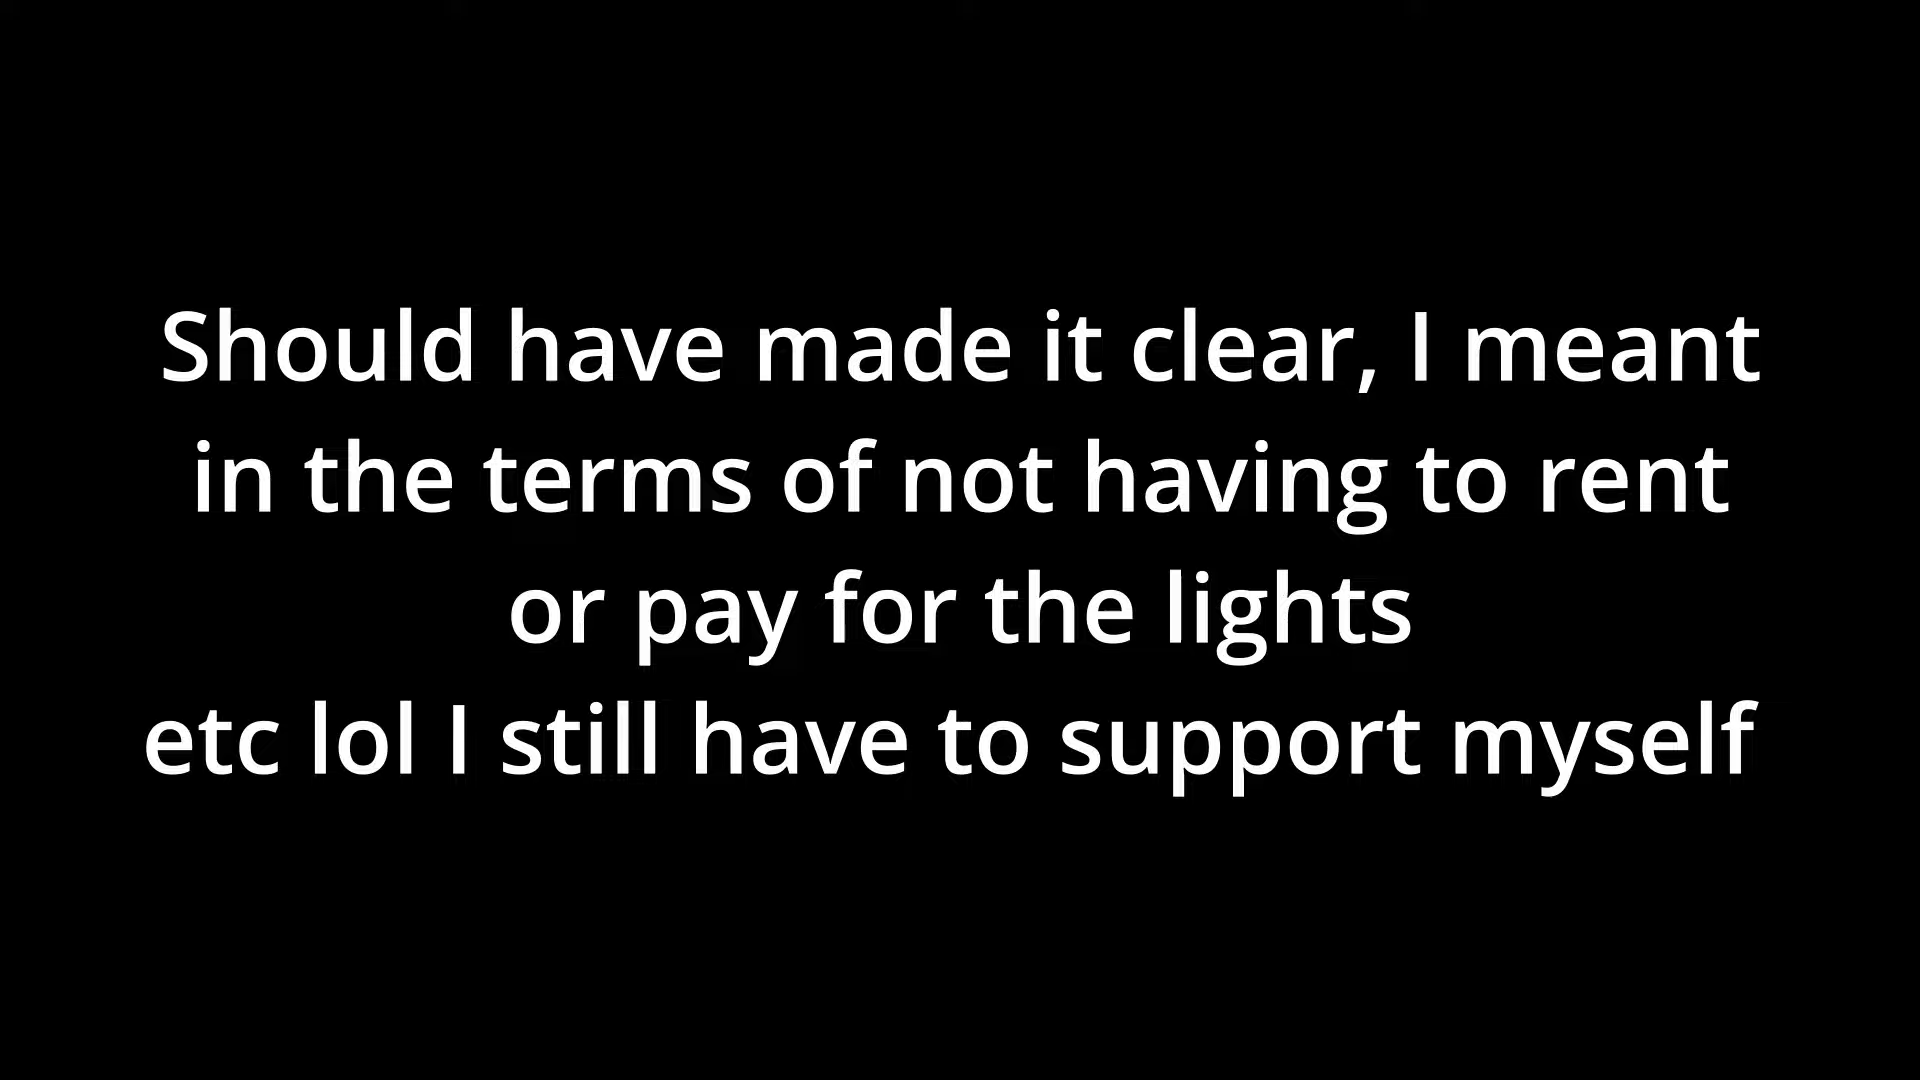 Should have made it clear, I meant
in the terms of not having to rent
or pay for the lights
etc lol I still have to support myself